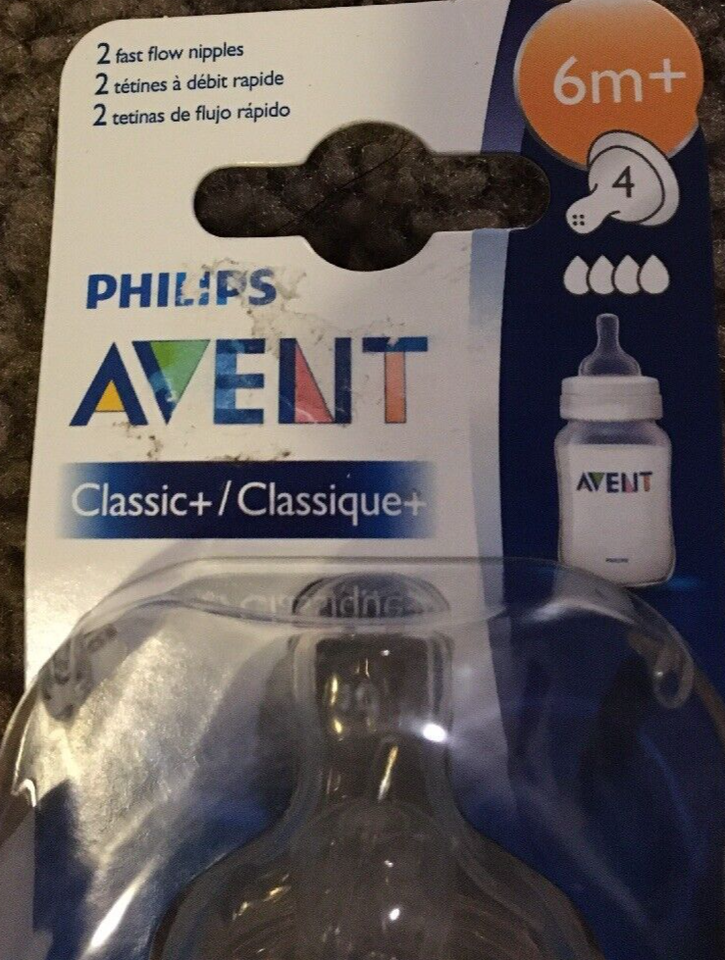 2 fast flow nipples
2 tétines à débit rapide
2 tetinas de flujo rápido
6m+
4
PHILIPS
AVENT
AVENT
Classic+ / Classique+
PHILIPS